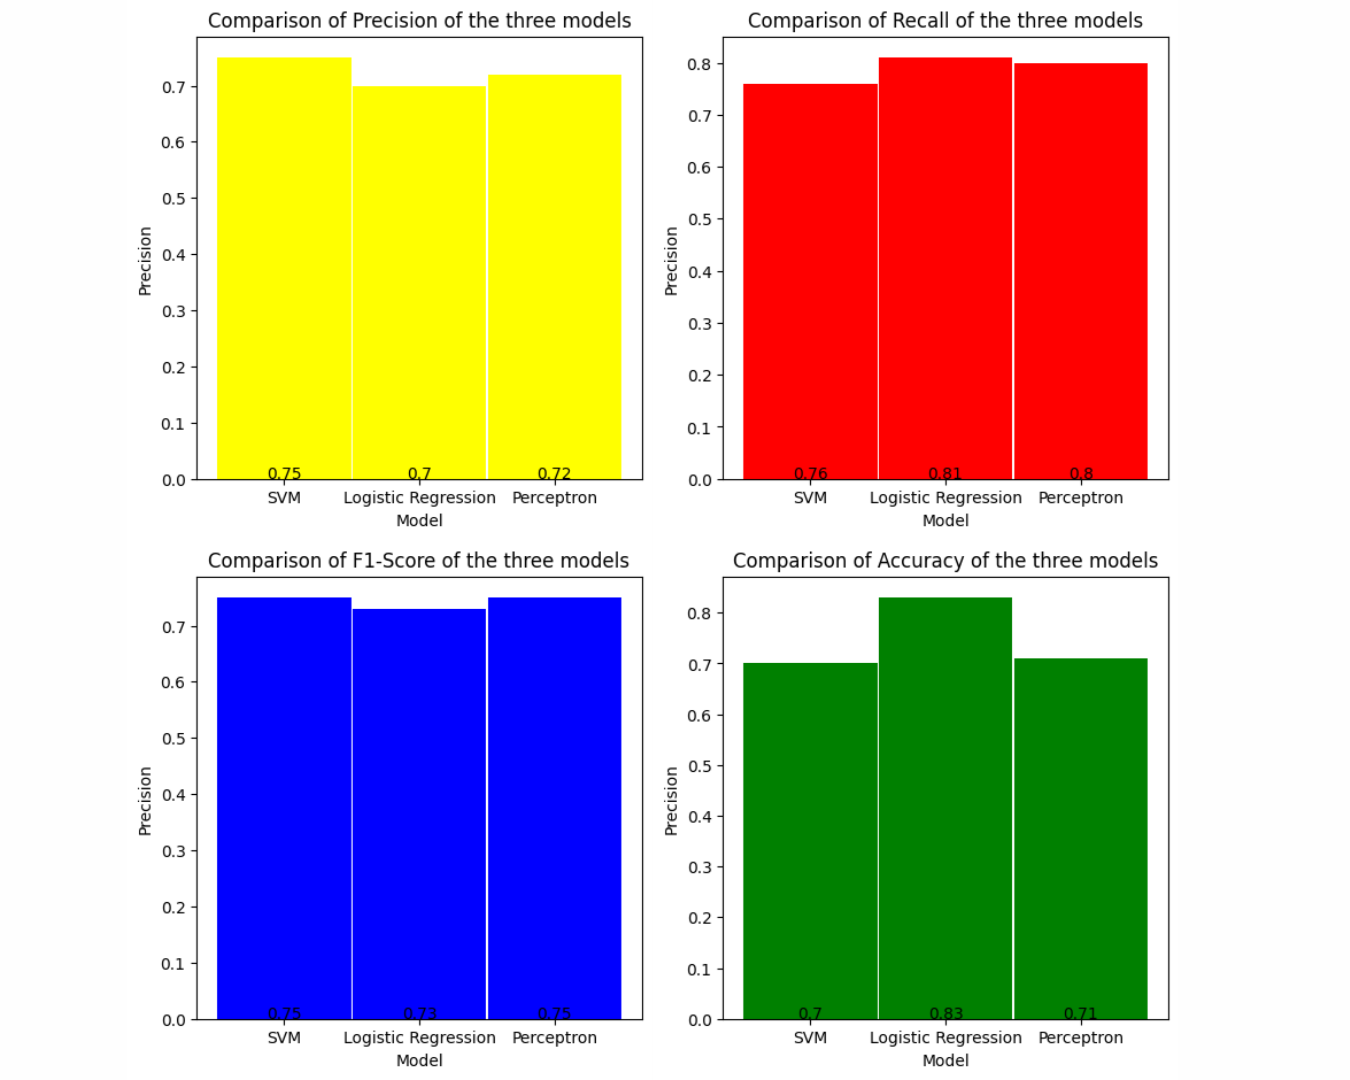 Comparison of Precision of the three models
Precision
0.7
0.6
0.5
0.4
0.3
0.2
0.1
0.0
0.75 0.7 0.72
SVM Logistic Regression Perceptron
Model
Comparison of Recall of the three models
Precision
0.8
0.7
0.6
0.5
0.4
0.3
0.2
0.1
0.0
0.76 0.81 0.8
SVM Logistic Regression Perceptron
Model
Comparison of F1-Score of the three models
Precision
0.7
0.6
0.5
0.4
0.3
0.2
0.1
0.0
0.75 0.73 0.75
SVM Logistic Regression Perceptron
Model
Comparison of Accuracy of the three models
Precision
0.8
0.7
0.6
0.5
0.4
0.3
0.2
0.1
0.0
0.7 0.83 0.71
SVM Logistic Regression Perceptron
Model